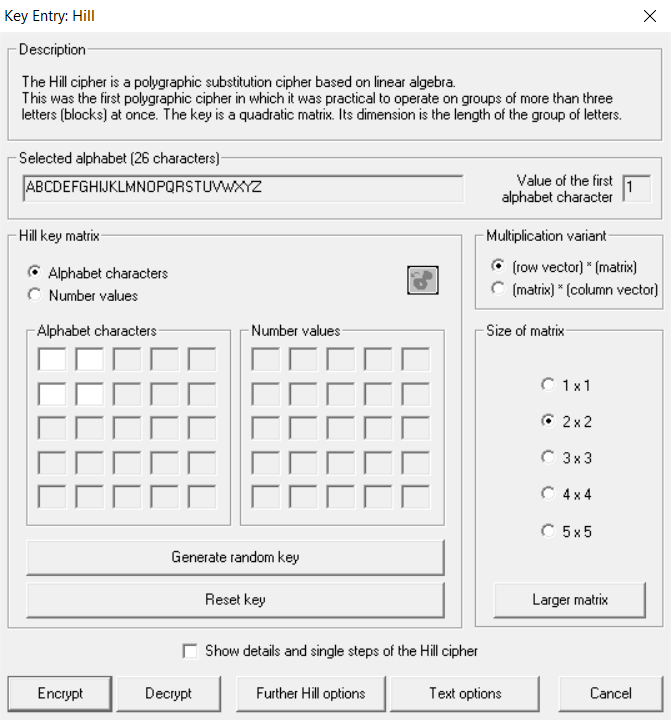 Key Entry: Hill
Description
The Hill cipher is a polygraphic substitution cipher based on linear algebra.
This was the first polygraphic cipher in which it was practical to operate on groups of more than three
letters (blocks) at once. The key is a quadratic matrix. Its dimension is the length of the group of letters.
Selected alphabet (26 characters)
ABCDEFGHIJKLMNOPQRSTUVWXYZ
Value of the first
alphabet character
1
Hill key matrix
Alphabet characters
Number values
Alphabet characters
Number values
Generate random key
Reset key
Multiplication variant
(row vector) * (matrix)
(matrix) * (column vector)
Size of matrix
1 x 1
2 x 2
3 x 3
4 x 4
5 x 5
Larger matrix
Show details and single steps of the Hill cipher
Encrypt
Decrypt
Further Hill options
Text options
Cancel